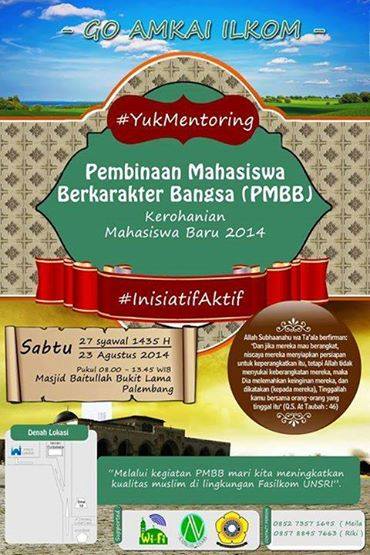 - GO AMKAI ILKOM -
#YukMentoring
Pembinaan Mahasiswa
Berkarakter Bangsa (PMBB)
Kerohanian
Mahasiswa Baru 2014
#InisiatifAktif
Sabtu
27 syawal 1435 H
23 Agustus 2014
Pukul 08.00 - 13.45 WIB
Masjid Baitullah Bukit Lama
Palembang
Allah Subhaanahu wa Ta'ala berfirman:
"Dan jika mereka mau berangkat,
niscaya mereka menyiapkan persiapan
untuk keperangkatan itu, tetapi Allah tidak
menyukai keberangkatan mereka, maka
Dia melemahkan keinginan mereka, dan
dikatakan (kepada mereka), Tinggallah
kamu bersama orang-orang yang
tinggal itu" (Q.S. At Taubah : 46)
Denah Lokasi
"Melalui kegiatan PMBB mari kita meningkatkan
kualitas muslim di lingkungan Fasilkom UNSRI".
Supported
Wi-Fi
0852 7357 1695 ( Meila
0857 8845 7663 ( Riki )